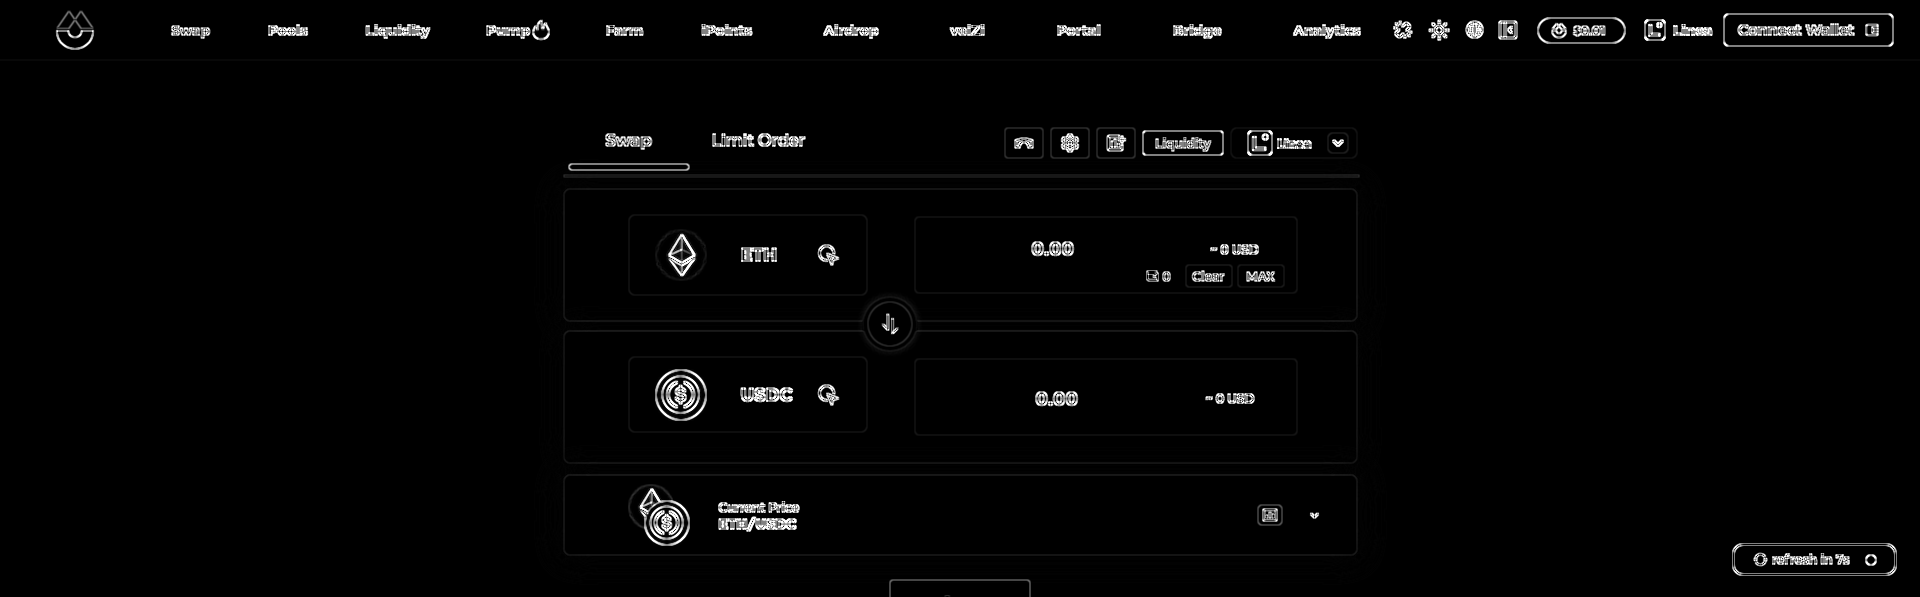 Swap Pools Liquidity Pump Farm iPoints Airdrop veiZi Portal Bridge Analytics $0.01 Linea Connect Wallet
Swap Limit Order Liquidity Linea
ETH 0.00 ~ 0 USD
0 Clear MAX
USDC 0.00 ~ 0 USD
Current Price
ETH/USDC
refresh in 7s